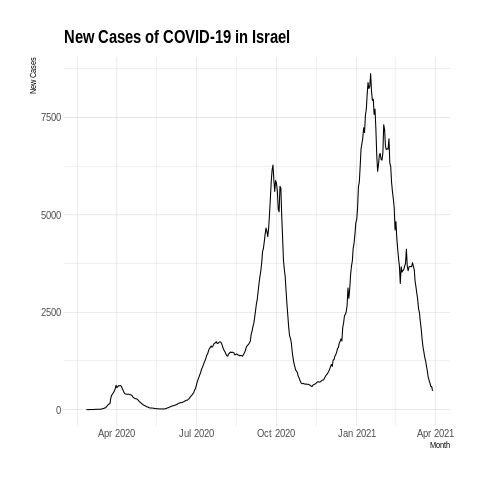 New Cases of COVID-19 in Israel
New Cases
7500
5000
2500
0
Apr 2020 Jul 2020 Oct 2020 Jan 2021 Apr 2021
Month